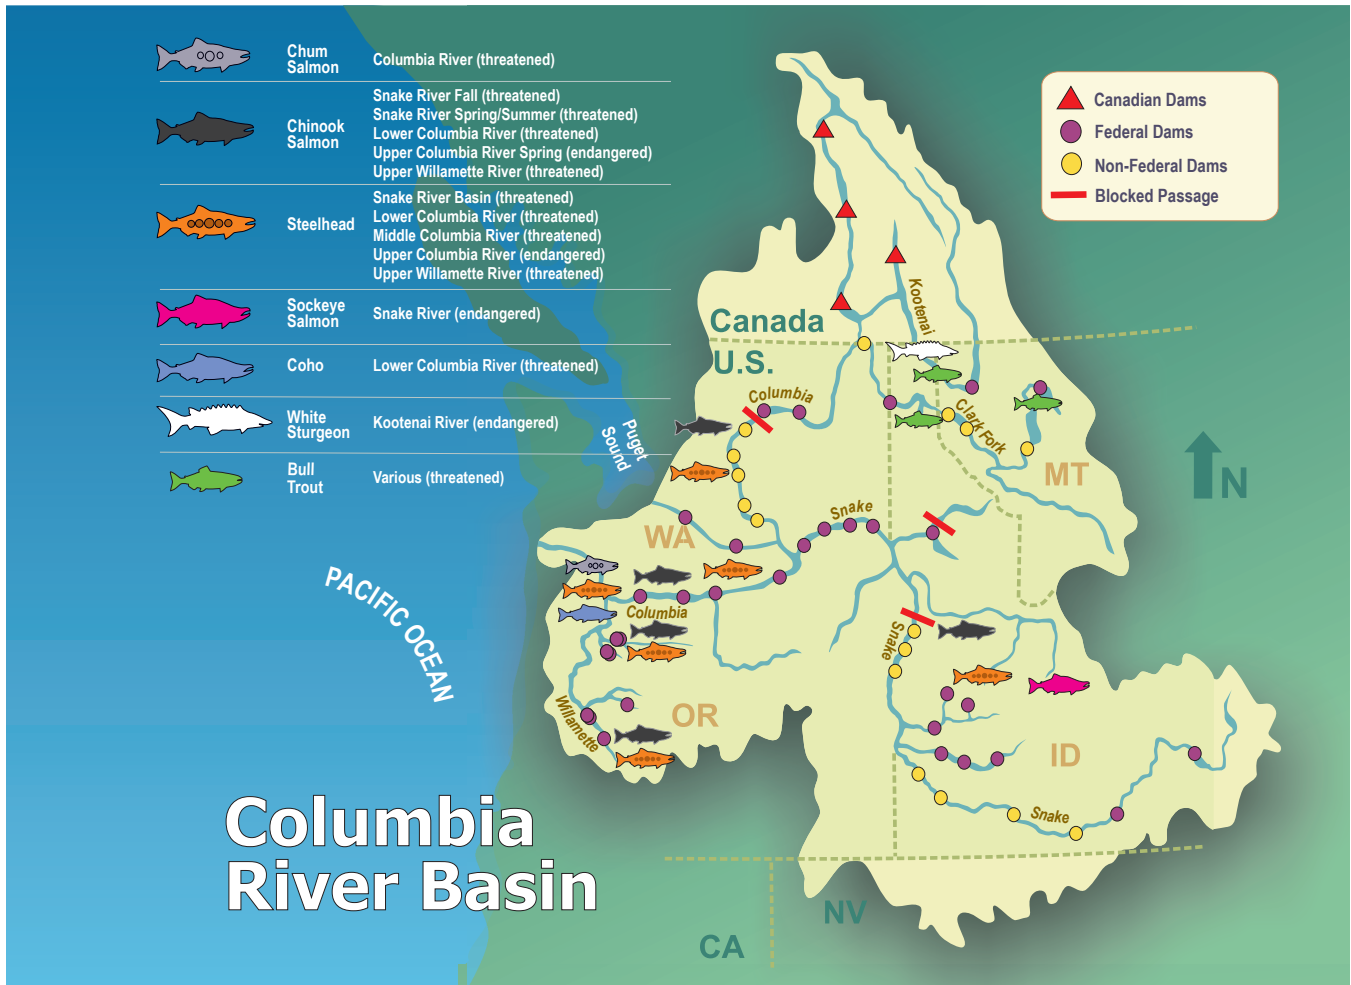 Chum
Salmon
Columbia River (threatened)
Chinook
Salmon
Snake River Fall (threatened)
Snake River Spring/Summer (threatened)
Lower Columbia River (threatened)
Upper Columbia River Spring (endangered)
Upper Willamette River (threatened)
Steelhead
Snake River Basin (threatened)
Lower Columbia River (threatened)
Middle Columbia River (threatened)
Upper Columbia River (endangered)
Upper Willamette River (threatened)
Sockeye
Salmon
Snake River (endangered)
Coho
Lower Columbia River (threatened)
White
Sturgeon
Kootenai River (endangered)
Bull
Trout
Various (threatened)
Canadian Dams
Federal Dams
Non-Federal Dams
Blocked Passage
Kootenai
Canada
U.S.
Columbia
Clark Fork
Puget
Sound
MT
N
Snake
WA
PACIFIC OCEAN
Columbia
Snake
Willamette
OR
ID
Snake
Columbia
River Basin
NV
CA